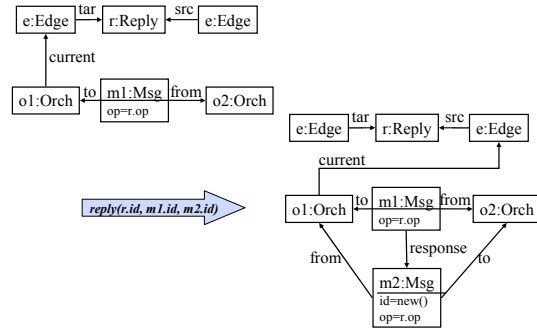 e:Edge tar r:Reply src e:Edge
current
o1:Orch to m1:Msg from o2:Orch
op=r.op
e:Edge tar r:Reply src e:Edge
current
reply(r.id, m1.id, m2.id)
o1:Orch to m1:Msg from o2:Orch
op=r.op
response
from to
m2:Msg
id=new()
op=r.op